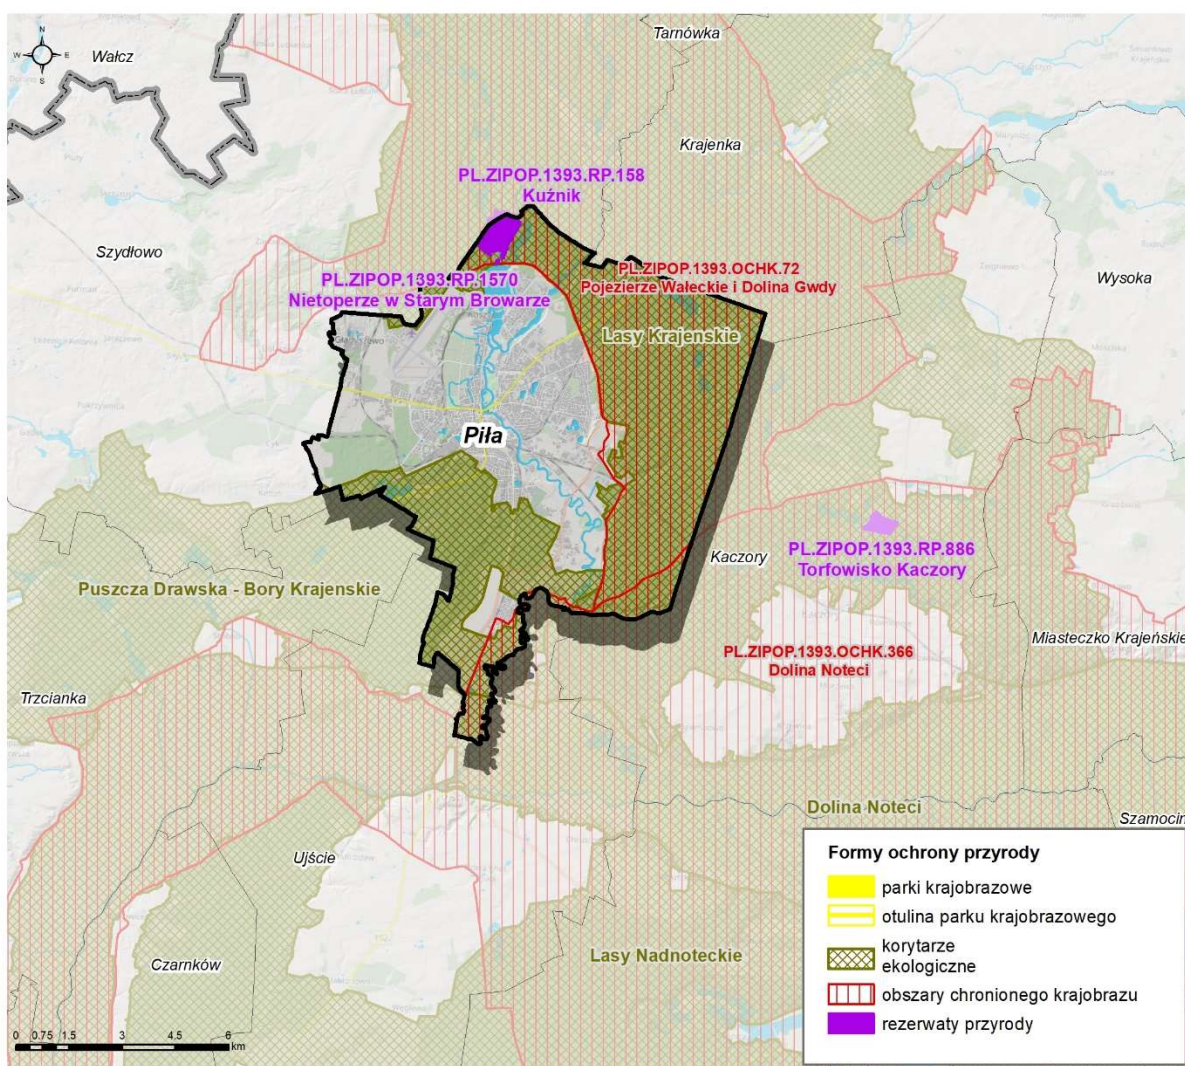 N
W E
S
Wałcz
Tarnówka
Krajenka
PL.ZIPOP.1393.RP.158
Kuźnik
Szydłowo
PL.ZIPOP.1393.OCHK.72
Pojezierze Wałeckie i Dolina Gwdy
Wysoka
PL.ZIPOP.1393.RP.1570
Nietoperze w Starym Browarze
Lasy Krajenskie
Piła
Kaczory
PL.ZIPOP.1393.RP.886
Torfowisko Kaczory
Puszcza Drawska - Bory Krajenskie
Miasteczko Krajeńskie
PL.ZIPOP.1393.OCHK.366
Dolina Noteci
Trzcianka
Dolina Noteci
Szamocin
Ujście
Lasy Nadnoteckie
Czarnków
Formy ochrony przyrody
parki krajobrazowe
otulina parku krajobrazowego
korytarze
ekologiczne
obszary chronionego krajobrazu
rezerwaty przyrody
0 0.75 1.5 3 4.5 6
km